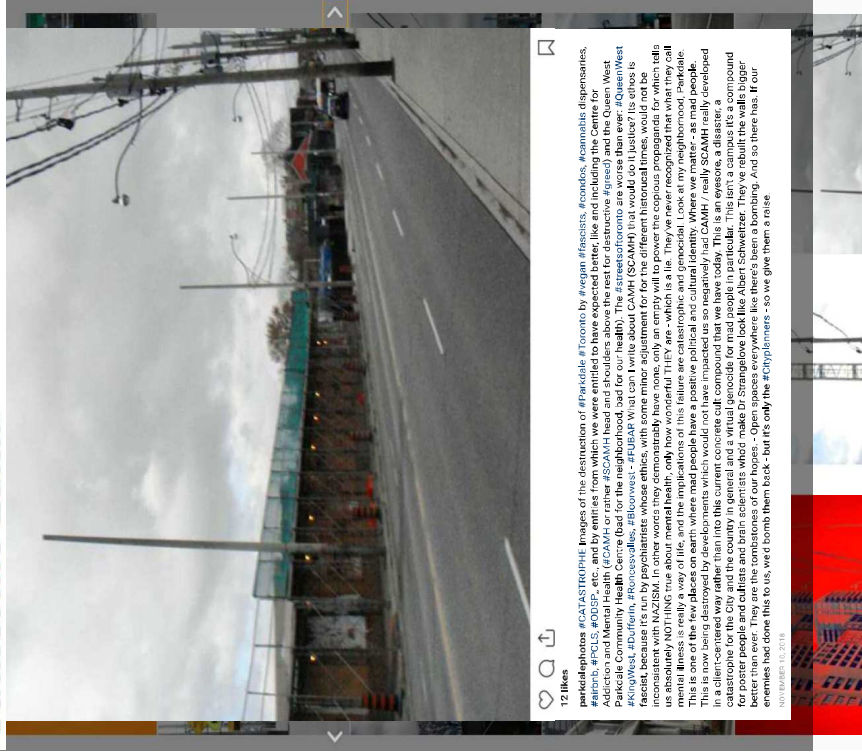 12 likes
parkdalephotos #CATASTROPHE Images of the destruction of #Parkdale #Toronto by #vegan #fascists, #condos, #cannabis dispensaries,
#airbnb, #PCLS, #ODSP,, etc., and by entities from which we were entitled to have expected better, like and including the Centre for
Addiction and Mental Health (#CAMH or rather #SCAMH head and shoulders above the rest for destructive #greed) and the Queen West
Parkdale Community Health Centre (bad for the neighborhood, bad for our health). The #streetsoftoronto are worse than ever: #QueenWest
#KingWest, #Dufferin, #Roncesvalles, #Bloorwest - #FUBAR What can I write about CAMH (SCAMH) that would do it justice? Its ethos is
fascist, because it's run by psychiatrists whose ethics, with some minor adjustment for for the different historical times, would not be
inconsistent with NAZIISM. In other words they demonstrably have none, only an empty will to power the copious propaganda for which tells
us absolutely NOTHING true about mental health, only how wonderful THEY are - which is a lie. They've never recognized that what they call
mental illness is really a way of life, and the implications of this failure are catastrophic and genocidal. Look at my neighborhood, Parkdale.
This is one of the few places on earth where mad people have a positive political and cultural identity. Where we matter - as mad people.
This is now being destroyed by developments which would not have impacted us so negatively had CAMH / really SCAMH really developed
in a client-centered way rather than into this current concrete cult compound that we have today. This is an eyesore, a disaster, a
catastrophe for the City and the country in general and a virtual genocide for mad people in particular. This isn't a campus it's a compound
for poster people and cultists and brain scientists who'd make Dr Strangelove look like Albert Schweitzer. They've rebuilt the walls bigger
better than ever. They are the tombstones of our hopes. - Open spaces everywhere like there's been a bombing. And so there has. If our
enemies had done this to us, we'd bomb them back - but it's only the #Cityplanners - so we give them a raise.
NOVEMBER 10, 2018